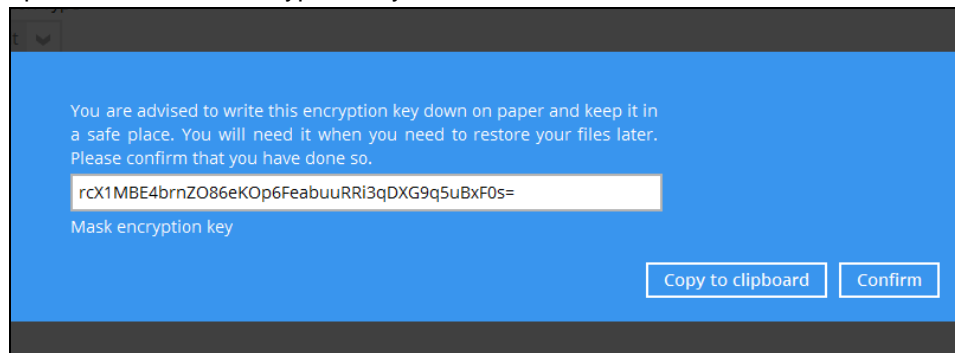 t
You are advised to write this encryption key down on paper and keep it in
a safe place. You will need it when you need to restore your files later.
Please confirm that you have done so.
rcX1MBE4brnZO86eKOp6FeabuuRRi3qDXG9q5uBxF0s=
Mask encryption key
Copy to clipboard Confirm